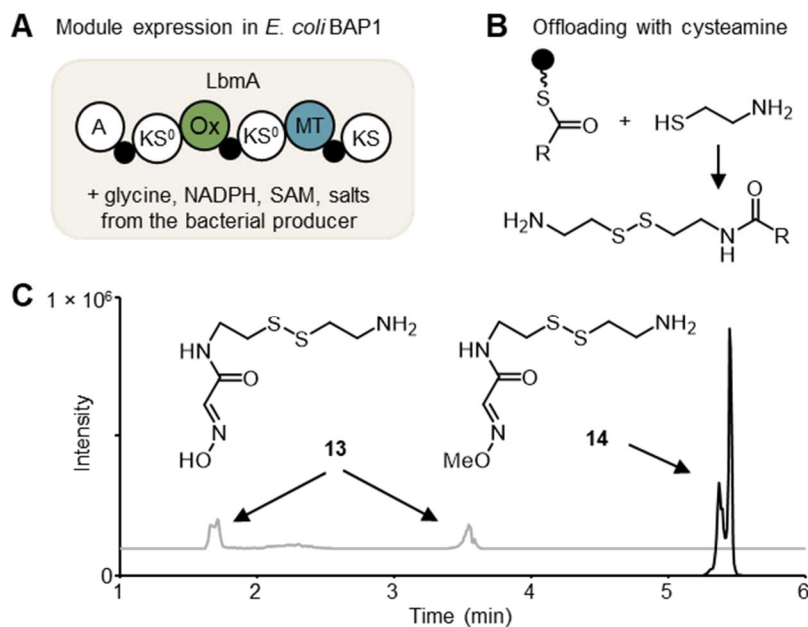 A Module expression in E. coli BAP1
LbmA
A KS⁰ Ox KS⁰ MT KS
+ glycine, NADPH, SAM, salts
from the bacterial producer
B Offloading with cysteamine
S
O
R
+
HS NH₂
H₂N S S N H O R
C
1 × 10⁶
Intensity
0
HN S S NH₂
O
N
HO
13
HN S S NH₂
O
N
MeO
14
1 2 3 4 5 6
Time (min)